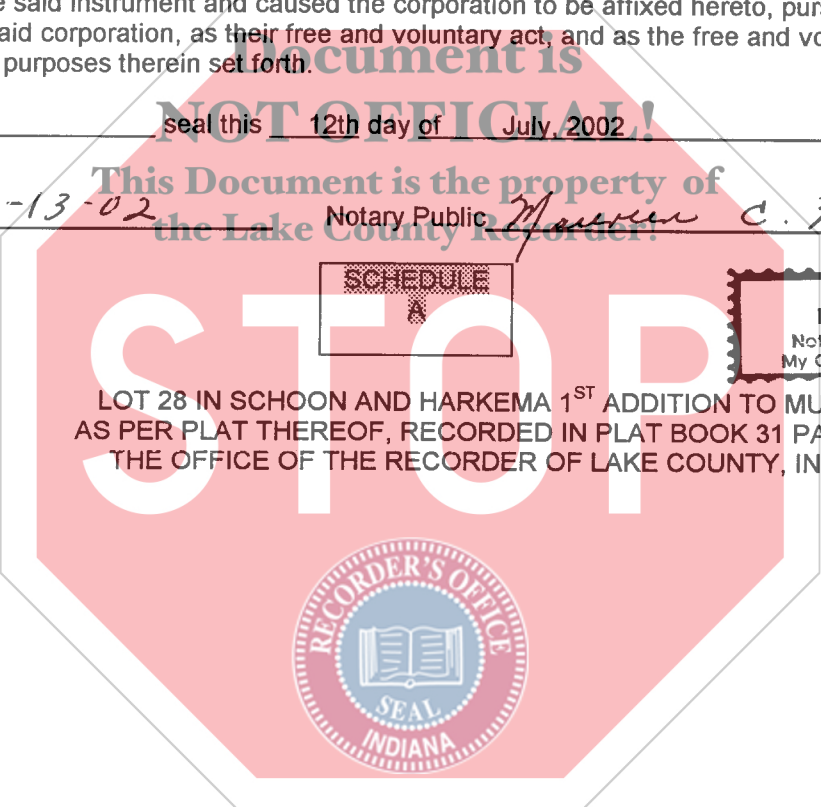 said instrument and caused the corporation to be affixed hereto,
aid corporation, as their free and voluntary act, and as the free and
purposes therein set forth.
Document is
NOT OFFICIAL!
seal this 12th day of July, 2002
This Document is the property of
the Lake County Recorder!
-13-02 Notary Public Maureen C.
SCHEDULE
A
My
STOP
LOT 28 IN SCHOON AND HARKEMA 1ST ADDITION TO MU
AS PER PLAT THEREOF, RECORDED IN PLAT BOOK 31 PA
THE OFFICE OF THE RECORDER OF LAKE COUNTY, IN
RECORDER'S OFFICE
SEAL
INDIANA